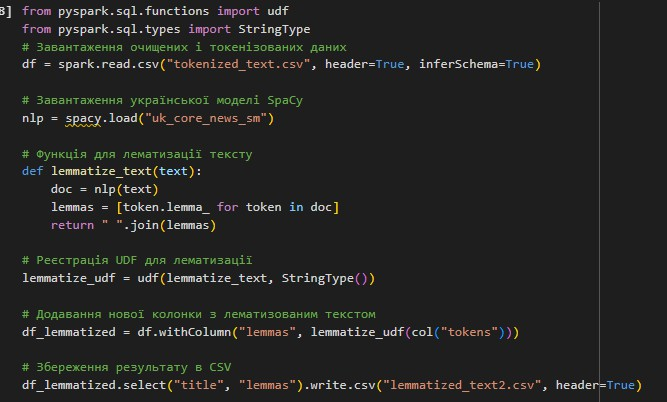 8] from pyspark.sql.functions import udf
from pyspark.sql.types import StringType
# Завантаження очищених і токенізованих даних
df = spark.read.csv("tokenized_text.csv", header=True, inferSchema=True)
# Завантаження української моделі SpaCy
nlp = spacy.load("uk_core_news_sm")
# Функція для лематизації тексту
def lemmatize_text(text):
    doc = nlp(text)
    lemmas = [token.lemma_ for token in doc]
    return " ".join(lemmas)
# Реєстрація UDF для лематизації
lemmatize_udf = udf(lemmatize_text, StringType())
# Додавання нової колонки з лематизованим текстом
df_lemmatized = df.withColumn("lemmas", lemmatize_udf(col("tokens")))
# Збереження результату в CSV
df_lemmatized.select("title", "lemmas").write.csv("lemmatized_text2.csv", header=True)